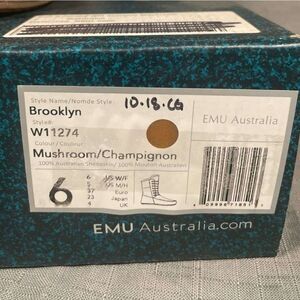 Style Name/Nomde Style
Brooklyn
10.18.CG
Style#:
W11274
EMU Australia
Colour/Couleur
Mushroom/Champignon
100% Australian Sheepskin/ 100% Mouton Australien
6
6 US W/F
5 US M/H
37 Euro
23 Japan
4 UK
EMU Australia.com